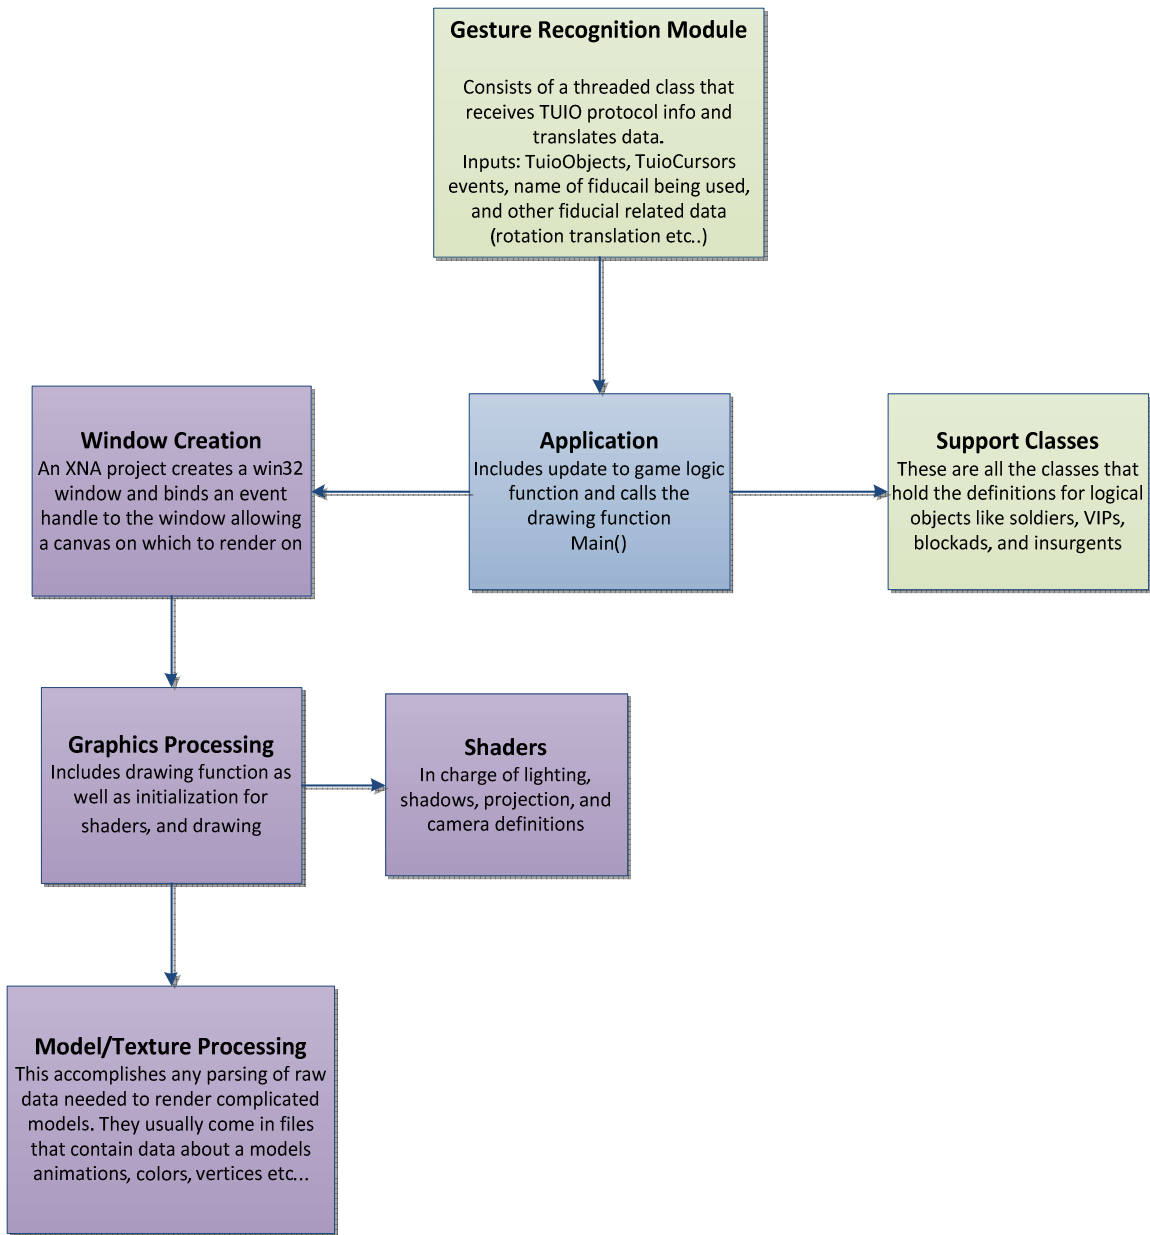 Gesture Recognition Module
Consists of a threaded class that
receives TUIO protocol info and
translates data.
Inputs: TuioObjects, TuioCursors
events, name of fiducail being used,
and other fiducial related data
(rotation translation etc..)
Window Creation
An XNA project creates a win32
window and binds an event
handle to the window allowing
a canvas on which to render on
Application
Includes update to game logic
function and calls the
drawing function
Main()
Support Classes
These are all the classes that
hold the definitions for logical
objects like soldiers, VIPs,
blockads, and insurgents
Graphics Processing
Includes drawing function as
well as initialization for
shaders, and drawing
Shaders
In charge of lighting,
shadows, projection, and
camera definitions
Model/Texture Processing
This accomplishes any parsing of raw
data needed to render complicated
models. They usually come in files
that contain data about a models
animations, colors, vertices etc...